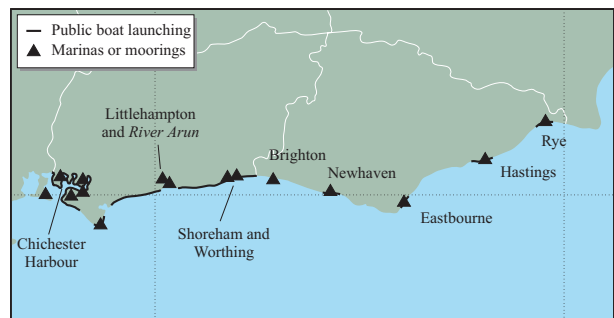 Public boat launching
Marinas or moorings
Littlehampton
and River Arun
Brighton
Newhaven
Rye
Hastings
Eastbourne
Shoreham and
Worthing
Chichester
Harbour